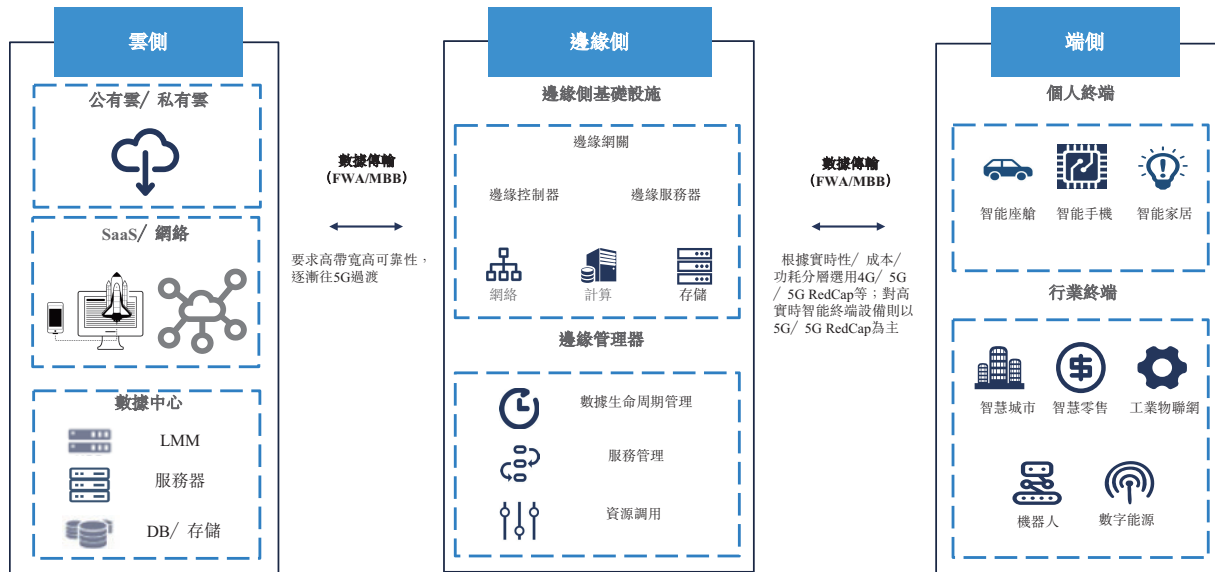 雲側
公有雲/ 私有雲
SaaS/ 網絡
數據中心
LMM
服務器
DB/ 存儲
數據傳輸
（FWA/MBB）
要求高帶寬高可靠性，
逐漸往5G過渡
邊緣側
邊緣側基礎設施
邊緣網關
邊緣控制器
邊緣服務器
網絡
計算
存儲
邊緣管理器
數據生命周期管理
服務管理
資源調用
數據傳輸
（FWA/MBB）
根據實時性/ 成本/
功耗分層選用4G/ 5G
/ 5G RedCap等；對高
實時智能終端設備則以
5G/ 5G RedCap為主
端側
個人終端
智能座艙
智能手機
智能家居
行業終端
智慧城市
智慧零售
工業物聯網
機器人
數字能源